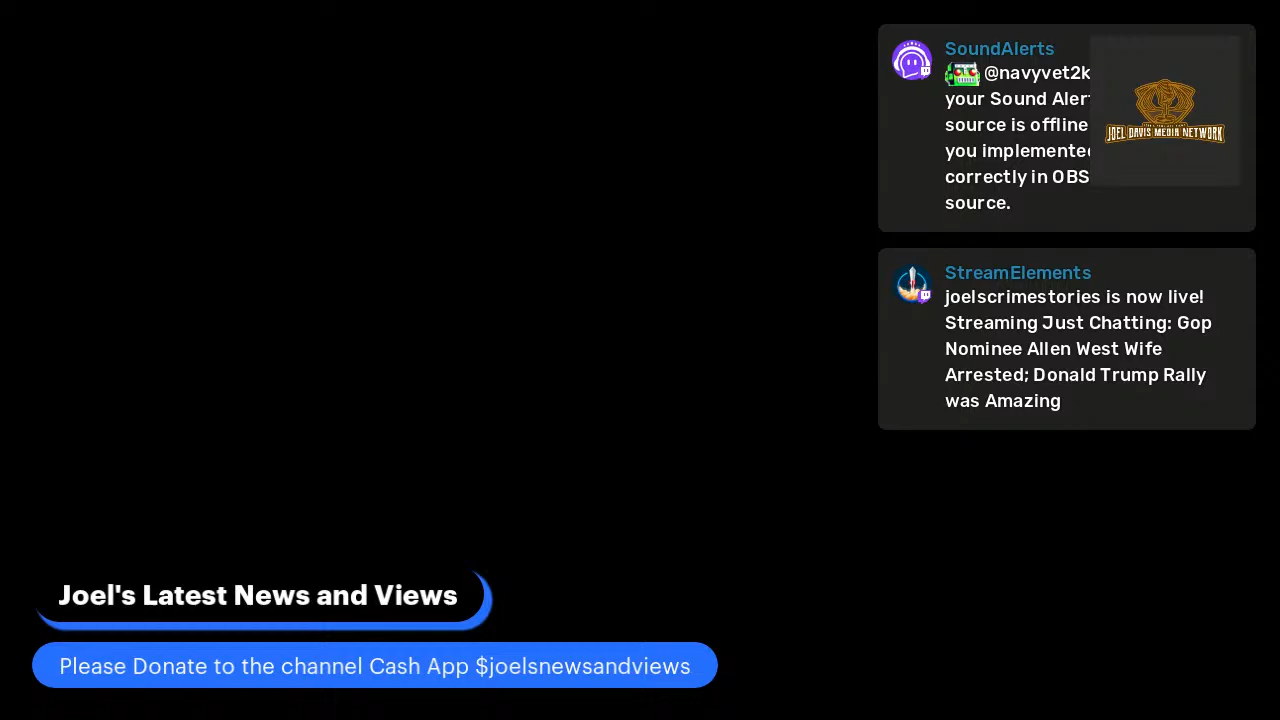 SoundAlerts
@navyvet2k
your Sound Aler
source is offline
you implemented
correctly in OBS
source.
JOEL DAVIS MEDIA NETWORK
StreamElements
joelscrimestories is now live!
Streaming Just Chatting: Gop
Nominee Allen West Wife
Arrested; Donald Trump Rally
was Amazing
Joel's Latest News and Views
Please Donate to the channel Cash App $joelsnewsandviews